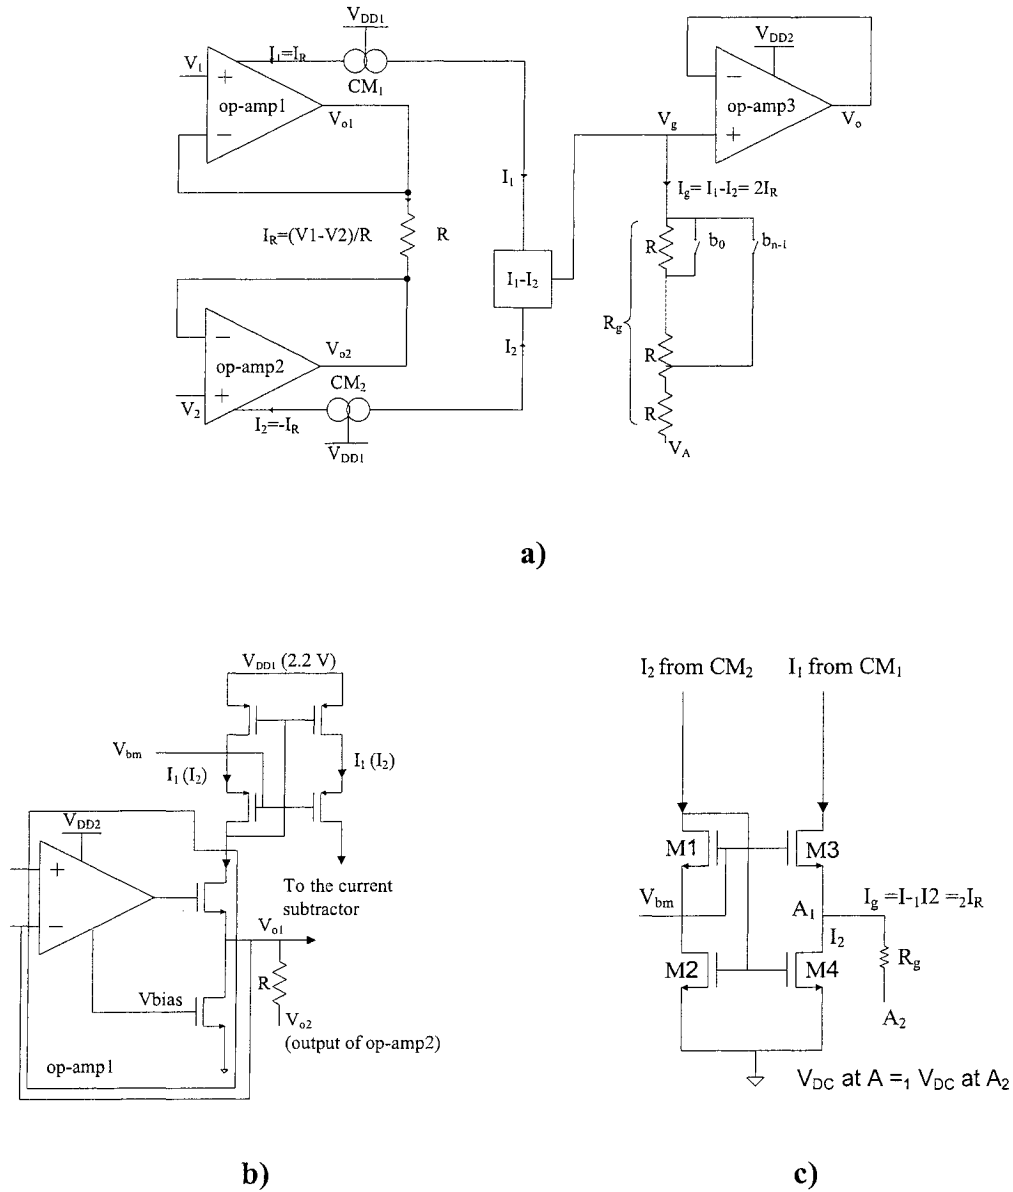 V_DD1
I_1=I_R
V_1
+
CM_1
op-amp1
V_o1
−
I_1
I_R=(V1-V2)/R
R
I_1-I_2
−
V_o2
I_2
op-amp2
CM_2
+
V_2
I_2=-I_R
V_DD1
V_DD2
−
op-amp3
V_g
V_o
+
I_g= I_1-I_2= 2I_R
R
b_0
b_n-1
R_g
R
R
V_A
a)
V_DD1 (2.2 V)
V_bm
I_1 (I_2)
I_1 (I_2)
V_DD2
+
−
To the current
subtractor
V_o1
R
Vbias
V_o2
(output of op-amp2)
op-amp1
b)
I_2 from CM_2
I_1 from CM_1
M1
M3
V_bm
I_g=I-_1I2 =_2I_R
A_1
I_2
R_g
M2
M4
A_2
V_DC at A =_1 V_DC at A_2
c)